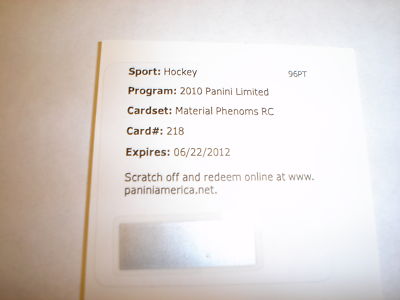 Sport: Hockey 96PT
Program: 2010 Panini Limited
Cardset: Material Phenoms RC
Card#: 218
Expires: 06/22/2012
Scratch off and redeem online at www.
paniniamerica.net.